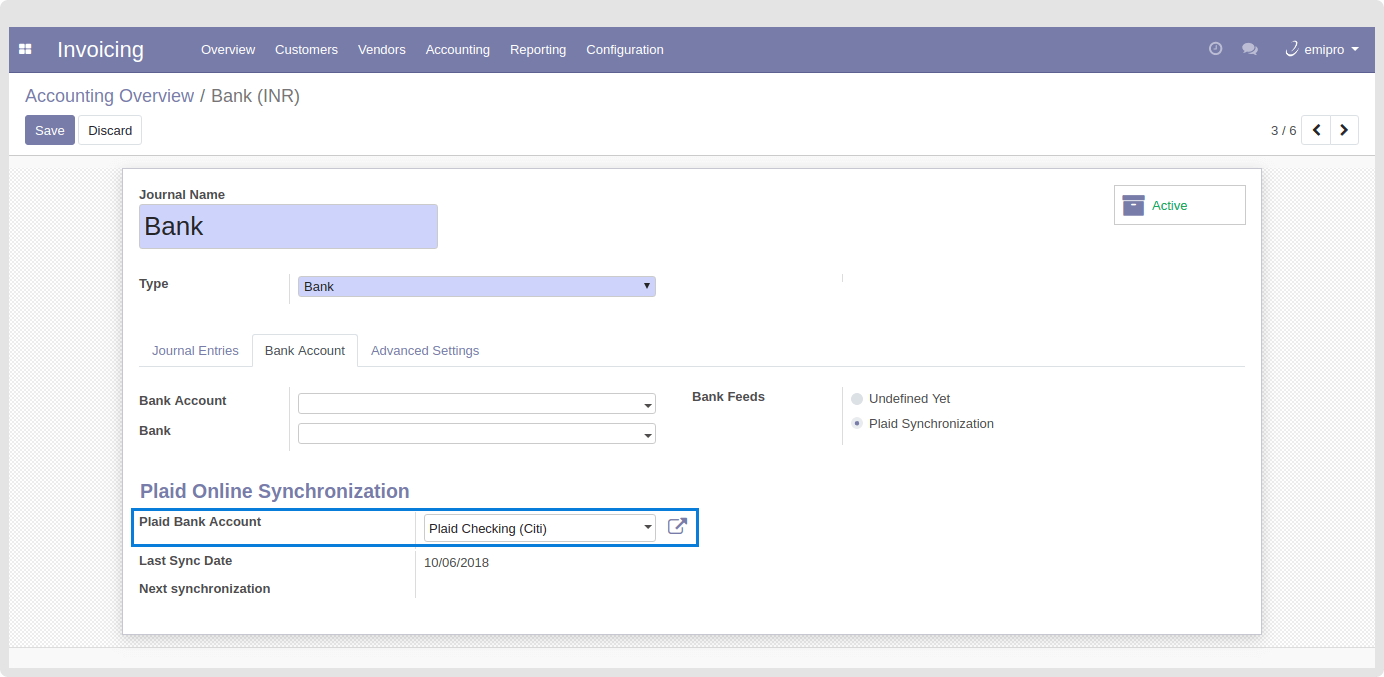 Invoicing Overview Customers Vendors Accounting Reporting Configuration emipro
Accounting Overview / Bank (INR)
Save Discard 3 / 6
Journal Name
Bank
Active
Type Bank
Journal Entries Bank Account Advanced Settings
Bank Account
Bank
Bank Feeds
Undefined Yet
Plaid Synchronization
Plaid Online Synchronization
Plaid Bank Account Plaid Checking (Citi)
Last Sync Date 10/06/2018
Next synchronization